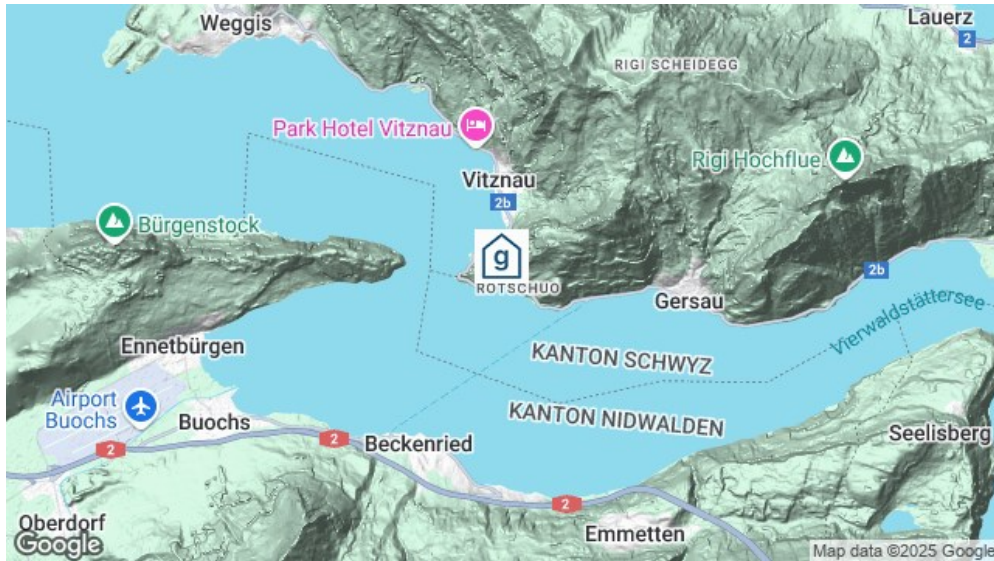 Weggis
Lauerz
2
RIGI SCHEIDEGG
Park Hotel Vitznau
Rigi Hochflue
Vitznau
2b
Bürgenstock
g
ROTSCHUO
2b
Gersau
Vierwaldstättersee
Ennetbürgen
KANTON SCHWYZ
Airport
Buochs
Buochs
KANTON NIDWALDEN
2
2
Beckenried
Seelisberg
2
Oberdorf
Emmetten
Google
Map data ©2025 Google